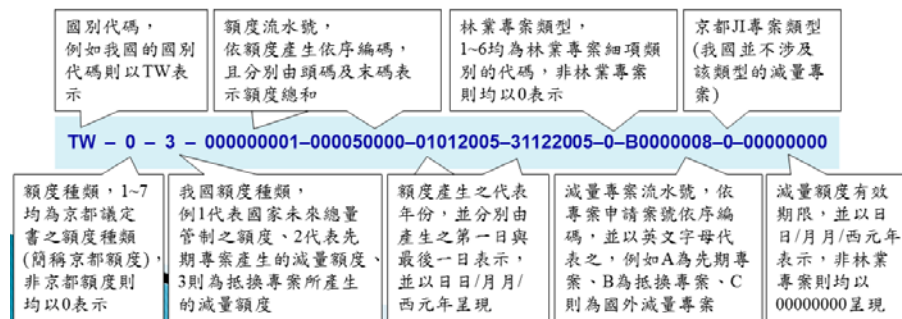 國別代碼，
例如我國的國別
代碼則以TW表
示
額度流水號，
依額度產生依序編碼，
且分別由頭碼及末碼表
示額度總和
林業專案類型，
1~6均為林業專案細項類
別的代碼，非林業專案
則均以0表示
京都JI專案類型
(我國並不涉及
該類型的減量專
案)
TW – 0 – 3 –000000001–000050000–01012005–31122005–0–B0000008–0–00000000
額度種類，1~7
均為京都議定
書之額度種類
(簡稱京都額度)，
非京都額度則
均以0表示
我國額度種類，
例1代表國家未來總量
管制之額度、2代表先
期專案產生的減量額度、
3則為抵換專案所產生
的減量額度
額度產生之代表
年份，並分別由
產生之第一日與
最後一日表示，
並以日日/月月/
西元年呈現
減量專案流水號，依
專案申請案號依序編
碼，並以英文字母代
表之，例如A為先期專
案、B為抵換專案、C
則為國外減量專案
減量額度有效
期限，並以日
日/月月/西元年
表示，非林業
專案則均以
00000000呈現